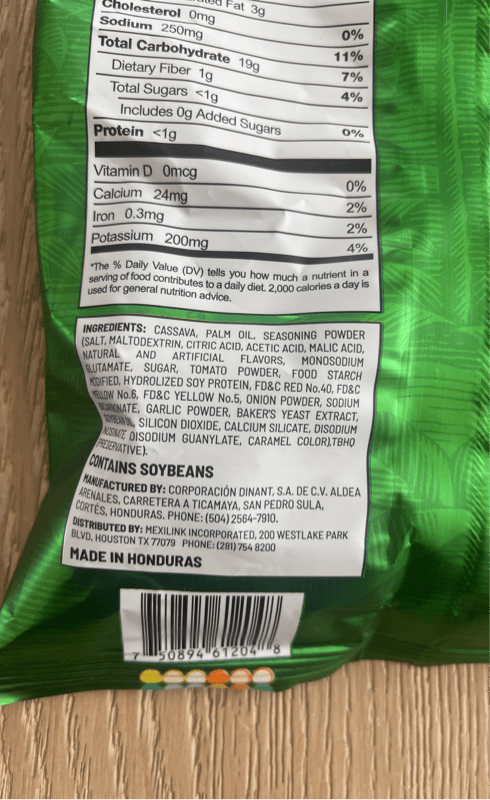 Fat 3g
Cholesterol 0mg 0%
Sodium 250mg 11%
Total Carbohydrate 19g 7%
Dietary Fiber 1g 4%
Total Sugars <1g
Includes 0g Added Sugars 0%
Protein <1g
Vitamin D 0mcg 0%
Calcium 24mg 2%
Iron 0.3mg 2%
Potassium 200mg 4%
*The % Daily Value (DV) tells you how much a nutrient in a
serving of food contributes to a daily diet. 2,000 calories a day is
used for general nutrition advice.
INGREDIENTS: CASSAVA, PALM OIL, SEASONING POWDER
(SALT, MALTODEXTRIN, CITRIC ACID, ACETIC ACID, MALIC ACID,
NATURAL AND ARTIFICIAL FLAVORS, MONOSODIUM
GLUTAMATE, SUGAR, TOMATO POWDER, FOOD STARCH
MODIFIED, HYDROLIZED SOY PROTEIN, FD&C RED No.40, FD&C
YELLOW No.6, FD&C YELLOW No.5, ONION POWDER, SODIUM
BICARBONATE, GARLIC POWDER, BAKER'S YEAST EXTRACT,
SOYBEAN OIL, SILICON DIOXIDE, CALCIUM SILICATE, DISODIUM
INOSINATE DISODIUM GUANYLATE, CARAMEL COLOR),TBHQ
PRESERVATIVE).
CONTAINS SOYBEANS
MANUFACTURED BY: CORPORACIÓN DINANT, S.A. DE C.V. ALDEA
ARENALES, CARRETERA A TICAMAYA, SAN PEDRO SULA,
CORTÉS, HONDURAS. PHONE: (504) 2564-7910.
DISTRIBUTED BY: MEXILINK INCORPORATED, 200 WESTLAKE PARK
BLVD, HOUSTON TX 77079 PHONE: (281) 754 8200
MADE IN HONDURAS
7 50894 61204 8